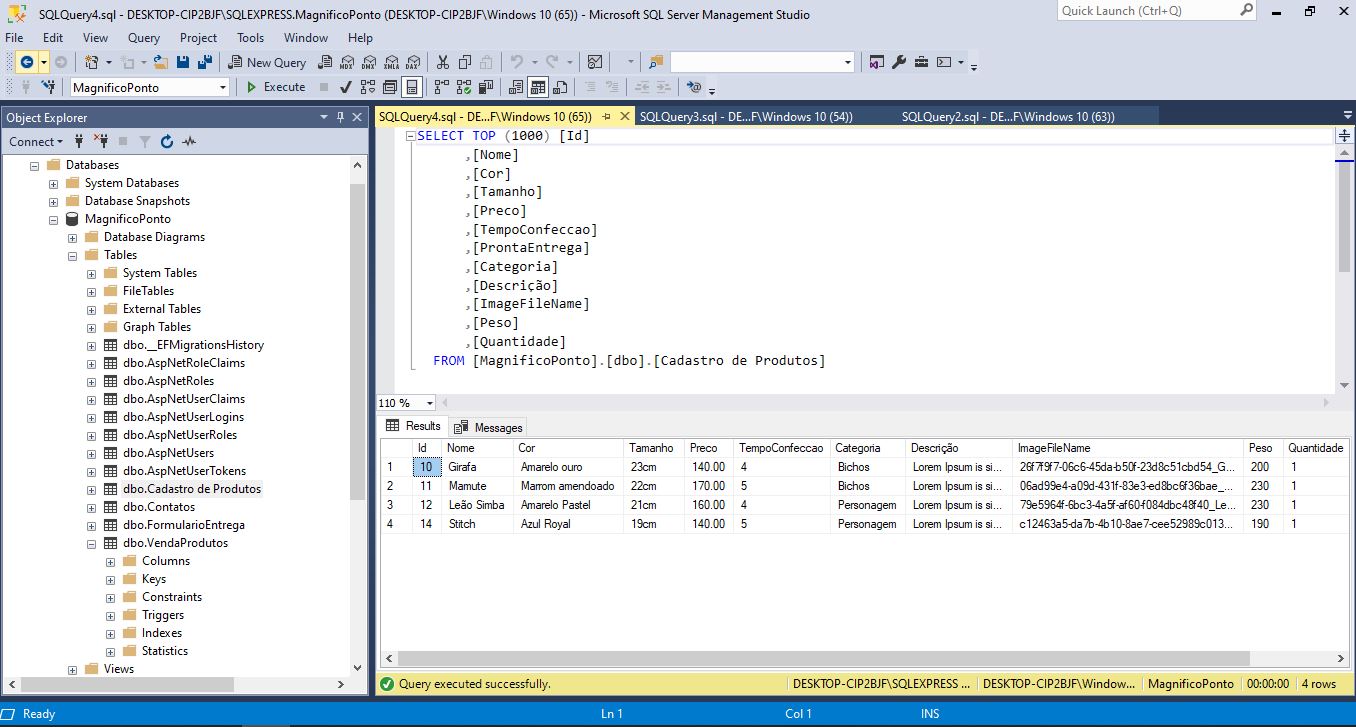 SQLQuery4.sql - DESKTOP-CIP2BJF\SQLEXPRESS.MagnificoPonto (DESKTOP-CIP2BJF\Windows 10 (65)) - Microsoft SQL Server Management Studio
Quick Launch (Ctrl+Q)
File Edit View Query Project Tools Window Help
New Query
MDX DMX XMLA DAX
MagnificoPonto
Execute
Object Explorer
Connect
Databases
System Databases
Database Snapshots
MagnificoPonto
Database Diagrams
Tables
System Tables
FileTables
External Tables
Graph Tables
dbo.__EFMigrationsHistory
dbo.AspNetRoleClaims
dbo.AspNetRoles
dbo.AspNetUserClaims
dbo.AspNetUserLogins
dbo.AspNetUserRoles
dbo.AspNetUsers
dbo.AspNetUserTokens
dbo.Cadastro de Produtos
dbo.Contatos
dbo.FormularioEntrega
dbo.VendaProdutos
Columns
Keys
Constraints
Triggers
Indexes
Statistics
Views
SQLQuery4.sql - DE...F\Windows 10 (65)) SQLQuery3.sql - DE...F\Windows 10 (54)) SQLQuery2.sql - DE...F\Windows 10 (63))
SELECT TOP (1000) [Id]
,[Nome]
,[Cor]
,[Tamanho]
,[Preco]
,[TempoConfeccao]
,[ProntaEntrega]
,[Categoria]
,[Descrição]
,[ImageFileName]
,[Peso]
,[Quantidade]
FROM [MagnificoPonto].[dbo].[Cadastro de Produtos]
110 %
Results Messages
Id Nome Cor Tamanho Preco TempoConfeccao Categoria Descrição ImageFileName Peso Quantidade
1 10 Girafa Amarelo ouro 23cm 140.00 4 Bichos Lorem Ipsum is si... 26f7f9f7-06c6-45da-b50f-23d8c51cbd54_G... 200 1
2 11 Mamute Marrom amendoado 22cm 170.00 5 Bichos Lorem Ipsum is si... 06ad99e4-a09d-431f-83e3-ed8bc6f36bae_... 230 1
3 12 Leão Simba Amarelo Pastel 21cm 160.00 4 Personagem Lorem Ipsum is si... 79e5964f-6bc3-4a5f-af60-f084dbc48f40_Le... 230 1
4 14 Stitch Azul Royal 19cm 140.00 5 Personagem Lorem Ipsum is si... c12463a5-da7b-4b10-8ae7-cee52989c013... 190 1
Query executed successfully. DESKTOP-CIP2BJF\SQLEXPRESS ... DESKTOP-CIP2BJF\Window... MagnificoPonto 00:00:00 4 rows
Ready Ln 1 Col 1 INS